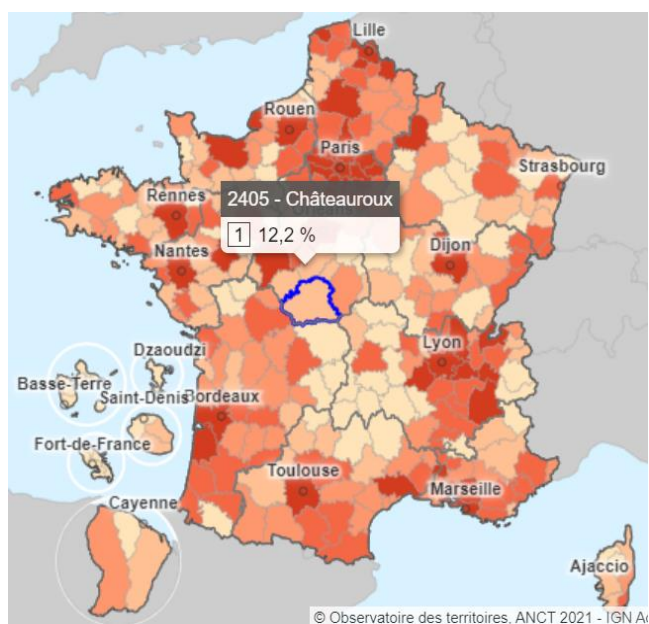 Lille
Rouen
Paris
Strasbourg
2405 - Châteauroux
Rennes
1 12,2 %
Nantes
Dijon
Dzaoudzi
Lyon
Basse-Terre
Saint-Denis
Bordeaux
Fort-de-France
Toulouse
Marseille
Cayenne
Ajaccio
© Observatoire des territoires, ANCT 2021 - IGN Ad